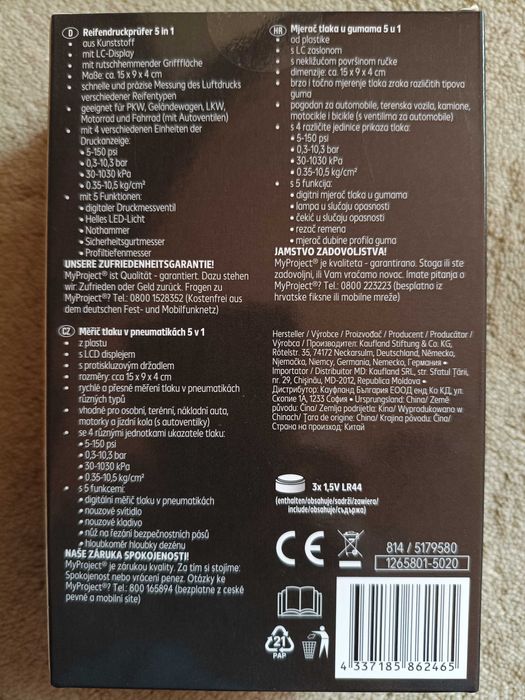 D Reifendruckprüfer 5 in 1
• aus Kunststoff
• mit LC-Display
• mit rutschhemmender Grifffläche
• Maße: ca. 15 x 9 x 4 cm
• schnelle und präzise Messung des Luftdrucks
verschiedener Reifentypen
• geeignet für PKW, Geländewagen, LKW,
Motorrad und Fahrrad (mit Autoventilen)
• mit 4 verschiedenen Einheiten der
Druckanzeige:
• 5-150 psi
• 0,3-10,3 bar
• 30-1030 kPa
• 0.35-10,5 kg/cm²
• mit 5 Funktionen:
• digitaler Druckmessventil
• Helles LED-Licht
• Nothammer
• Sicherheitsgurtmesser
• Profiltiefenmesser
UNSERE ZUFRIEDENHEITSGARANTIE!
MyProject® ist Qualität - garantiert. Dazu stehen
wir: Zufrieden oder Geld zurück. Fragen zu
MyProject®? Tel.: 0800 1528352 (Kostenfrei aus
dem deutschen Fest- und Mobilfunknetz)
CZ Měřič tlaku v pneumatikách 5 v 1
• z plastu
• s LCD displejem
• s protiskluzovým držadlem
• rozměry: ca. 15 x 9 x 4 cm
• rychlé a přesné měření tlaku v pneumatikách
různých typů
• vhodné pro osobní, terénní, nákladní auta,
motorky a jízdní kola (s autoventilky)
• se 4 různými jednotkami ukazatele tlaku:
• 5-150 psi
• 0,3-10,3 bar
• 30-1030 kPa
• 0.35-10,5 kg/cm²
• s 5 funkcemi:
• digitální měřič tlaku v pneumatikách
• nouzové svítidlo
• nouzové kladivo
• nůž na řezání bezpečnostních pásů
• hloubkoměr hloubky dezénu
NAŠE ZÁRUKA SPOKOJENOSTI!
MyProject® je zárukou kvality. Za tím si stojíme:
Spokojenost nebo vrácení peněz. Otázky ke
MyProject®? Tel.: 800 165894 (bezplatne z ceské
pevné a mobilní site)
HR Mjerač tlaka u gumama 5 u 1
• od plastike
• s LC zaslonom
• s neklizućom površinom ručke
• dimenzije: ca. 15 x 9 x 4 cm
• brzo i točno mjerenje tlaka zraka različitih tipova
guma
• pogodan za automobile, terenska vozila, kamione,
motocikle i bicikle (s ventilima za automobile)
• s 4 različite jedinice prikaza tlaka:
• 5-150 psi
• 0,3-10,3 bar
• 30-1030 kPa
• 0.35-10,5 kg/cm²
• s 5 funkcija:
• digitni mjerač tlaka u gumama
• lampa u slučaju opasnosti
• čekić u slučaju opasnosti
• rezač remena
• mjerač dubine profila guma
JAMSTVO ZADOVOLJSTVA!
MyProject® je kvaliteta - garantirano. Stoga ili ste
zadovoljni, ili Vam vraćamo novac. Imate pitanja o
MyProject®? Tel.: 0800 223223 (besplatno iz
hrvatske fiksne ili mobilne mreže)
Hersteller / Výrobce / Proizvođač / Producent / Producător /
Výrobca / Производител: Kaufland Stiftung & Co. KG,
Rötelstr. 35, 74172 Neckarsulm, Deutschland, Německo,
Njemačka, Niemcy, Germania, Nemecko, Германия •
Importator / Distribuitor MD: Kaufland SRL, str. Sfatul Țării,
nr. 29, Chișinău, MD-2012, Republica Moldova •
Дистрибутор: Кауфланд България ЕООД енд Ко КД, ул.
Скопие 1А, 1233 София • Ursprungsland: China/ Země
původu: Čína/ Zemlja podrijetla: Kina/ Wyprodukowano w
Chinach/ Țara de origine: China/ Krajina pôvodu: Čína/
Страна на произход: Китай
3x 1,5V LR44
(enthalten/obsahuje/sadrži/zawiera/
include/obsahuje/съдържа)
CE
814 / 5179580
1265801-5020
21
PAP
4 337185 862465